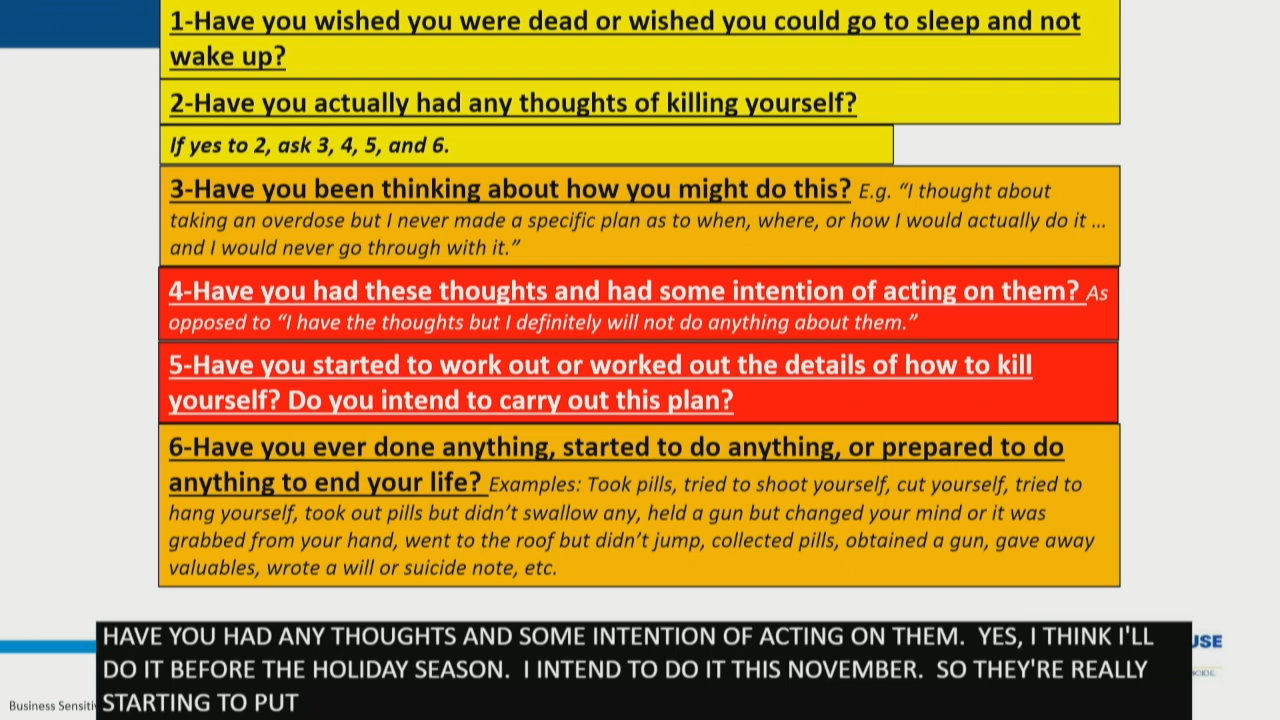 1-Have you wished you were dead or wished you could go to sleep and not
wake up?
2-Have you actually had any thoughts of killing yourself?
If yes to 2, ask 3, 4, 5, and 6.
3-Have you been thinking about how you might do this? E.g. “I thought about
taking an overdose but I never made a specific plan as to when, where, or how I would actually do it …
and I would never go through with it.”
4-Have you had these thoughts and had some intention of acting on them? As
opposed to “I have the thoughts but I definitely will not do anything about them.”
5-Have you started to work out or worked out the details of how to kill
yourself? Do you intend to carry out this plan?
6-Have you ever done anything, started to do anything, or prepared to do
anything to end your life? Examples: Took pills, tried to shoot yourself, cut yourself, tried to
hang yourself, took out pills but didn’t swallow any, held a gun but changed your mind or it was
grabbed from your hand, went to the roof but didn’t jump, collected pills, obtained a gun, gave away
valuables, wrote a will or suicide note, etc.
HAVE YOU HAD ANY THOUGHTS AND SOME INTENTION OF ACTING ON THEM. YES, I THINK I'LL
DO IT BEFORE THE HOLIDAY SEASON. I INTEND TO DO IT THIS NOVEMBER. SO THEY'RE REALLY
STARTING TO PUT
Business